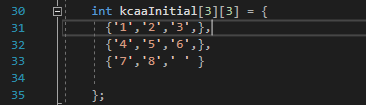 30 int kcaaInitial[3][3] = {
31 {'1','2','3',},
32 {'4','5','6',},
33 {'7','8',' ' }
34
35 };